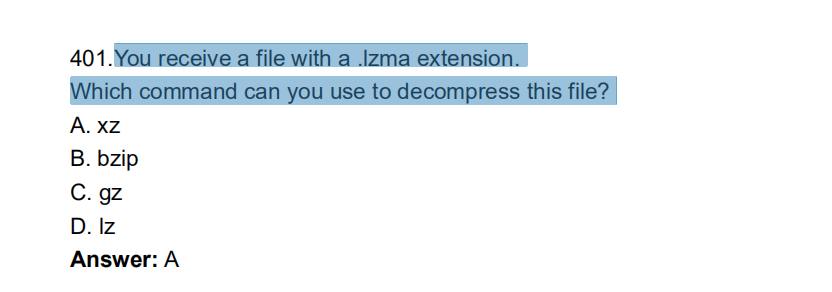 401.You receive a file with a .lzma extension.
Which command can you use to decompress this file?
A. xz
B. bzip
C. gz
D. lz
Answer: A